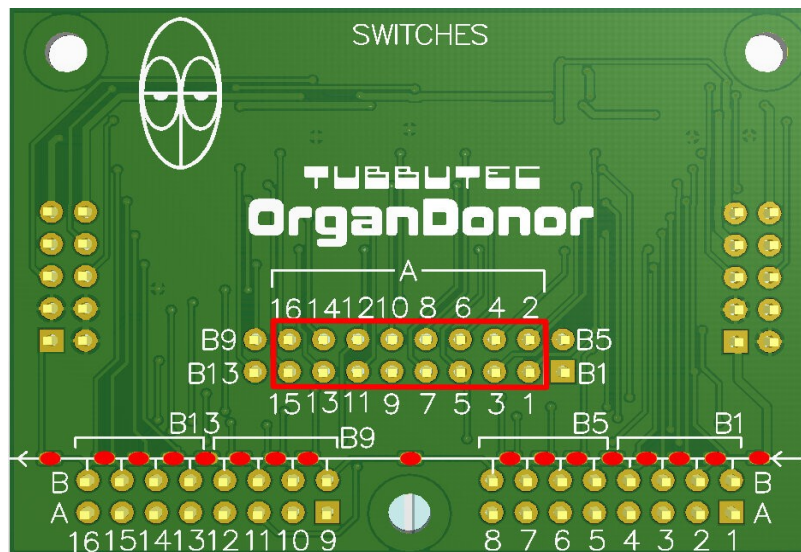 SWITCHES
TUBBUTEC
OrganDonor
A
16 14 12 10 8 6 4 2
B9 B5
B13 B1
15 13 11 9 7 5 3 1
B13 B9 B5 B1
B B
A A
16 15 14 13 12 11 10 9 8 7 6 5 4 3 2 1